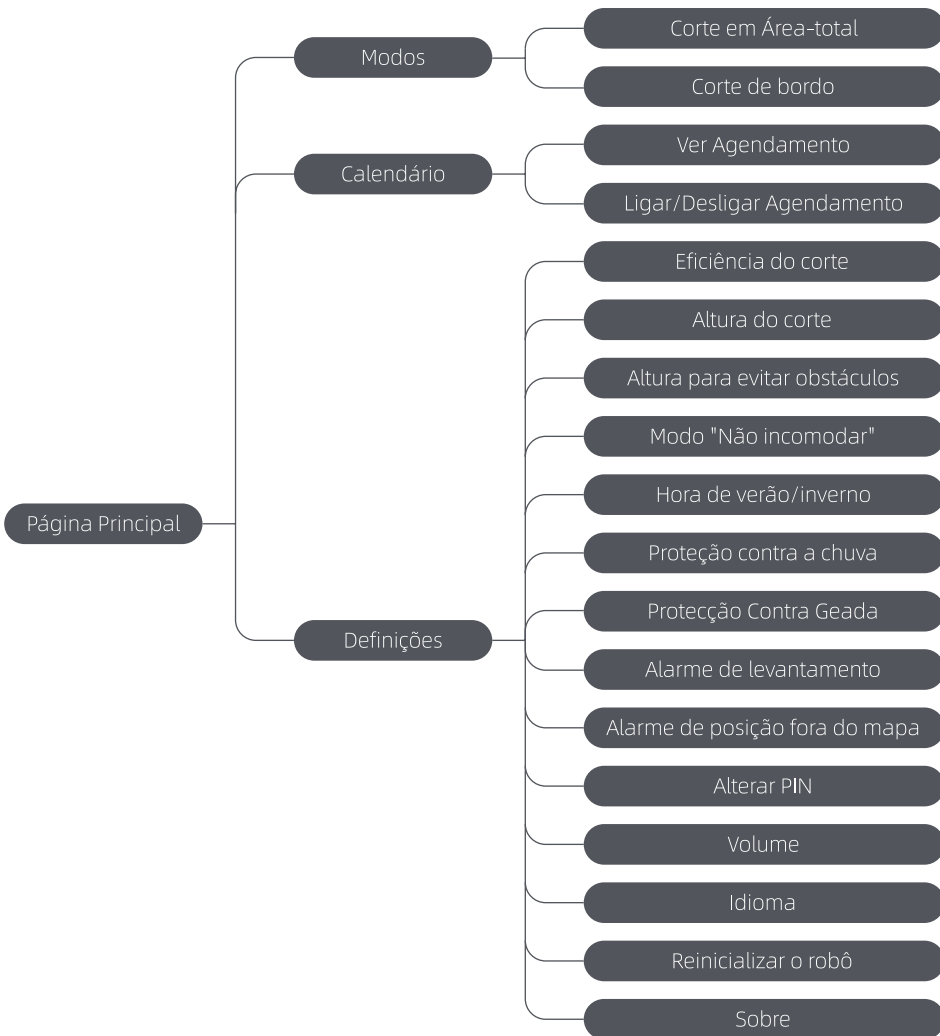 Corte em Área-total
Modos
Corte de bordo
Ver Agendamento
Calendário
Ligar/Desligar Agendamento
Eficiência do corte
Altura do corte
Altura para evitar obstáculos
Modo "Não incomodar"
Hora de verão/inverno
Página Principal
Proteção contra a chuva
Protecção Contra Geada
Definições
Alarme de levantamento
Alarme de posição fora do mapa
Alterar PIN
Volume
Idioma
Reinicializar o robô
Sobre